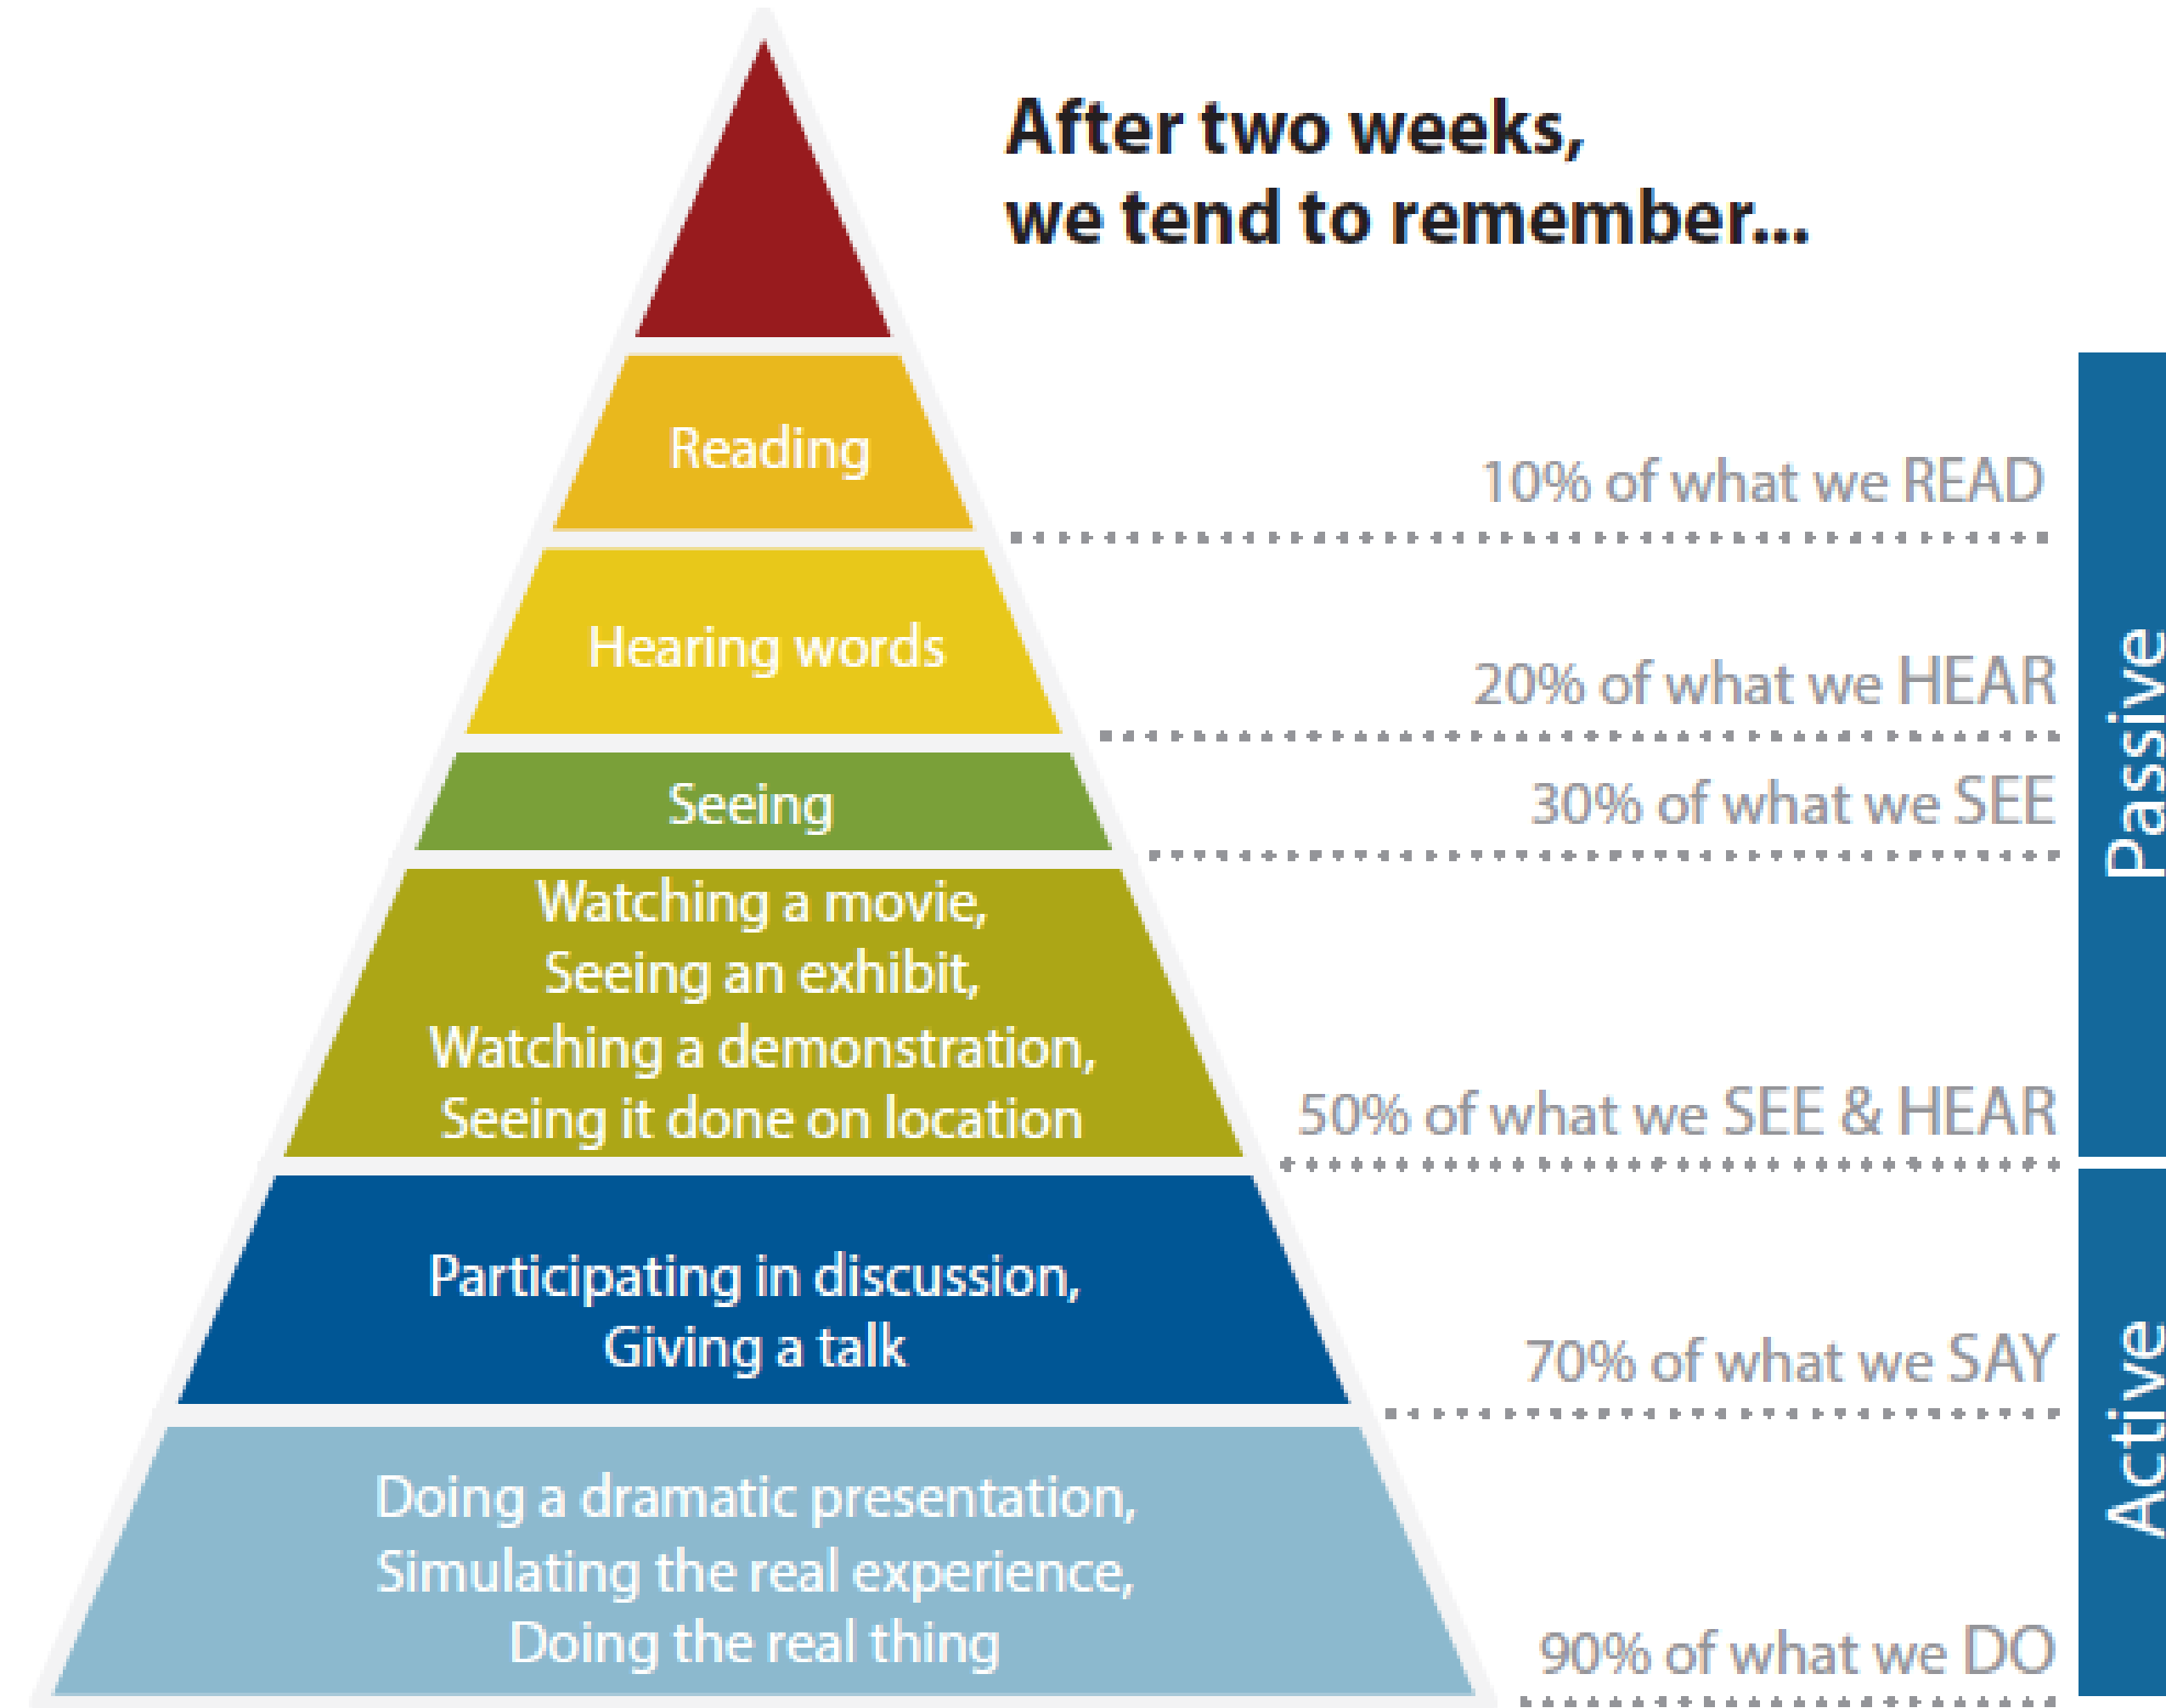 After two weeks,
we tend to remember...
Reading
10% of what we READ
Hearing words
20% of what we HEAR
Seeing
30% of what we SEE
Watching a movie,
Seeing an exhibit,
Watching a demonstration,
Seeing it done on location
50% of what we SEE & HEAR
Passive
Participating in discussion,
Giving a talk
70% of what we SAY
Doing a dramatic presentation,
Simulating the real experience,
Doing the real thing
90% of what we DO
Active